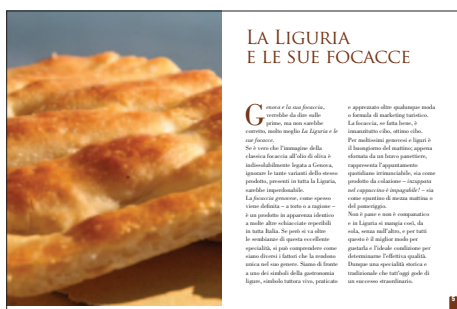 LA LIGURIA
E LE SUE FOCACCE
Genova e la sua focaccia,
verrebbe da dire sulle
prime, ma non sarebbe
corretto, molto meglio La Liguria e le
sue focacce.
Se è vero che l'immagine della
classica focaccia all'olio di oliva è
indissolubilmente legata a Genova,
ignorare le tante varianti dello stesso
prodotto, presenti in tutta la Liguria,
sarebbe imperdonabile.
La focaccia genovese, come spesso
viene definita – a torto o a ragione –
è un prodotto in apparenza identico
a molte altre schiacciate reperibili
in tutta Italia. Se però si va oltre
le sembianze di questa eccellente
specialità, si può comprendere come
siano diversi i fattori che la rendono
unica nel suo genere. Siamo di fronte
a uno dei simboli della gastronomia
ligure, simbolo tuttora vivo, praticato
e apprezzato oltre qualunque moda
o formula di marketing turistico.
La focaccia, se fatta bene, è
innanzitutto cibo, ottimo cibo.
Per moltissimi genovesi e liguri è
il buongiorno del mattino; appena
sfornata da un bravo panettiere,
rappresenta l'appuntamento
quotidiano irrinunciabile, sia come
prodotto da colazione – inzuppata
nel cappuccino è impagabile! – sia
come spuntino di mezza mattina o
del pomeriggio.
Non è pane e non è companatico
e in Liguria si mangia così, da
sola, senza null'altro, e per tutti
questo è il miglior modo per
gustarla e l'ideale condizione per
determinarne l'effettiva qualità.
Dunque una specialità storica e
tradizionale che tutt'oggi gode di
un successo straordinario.
5